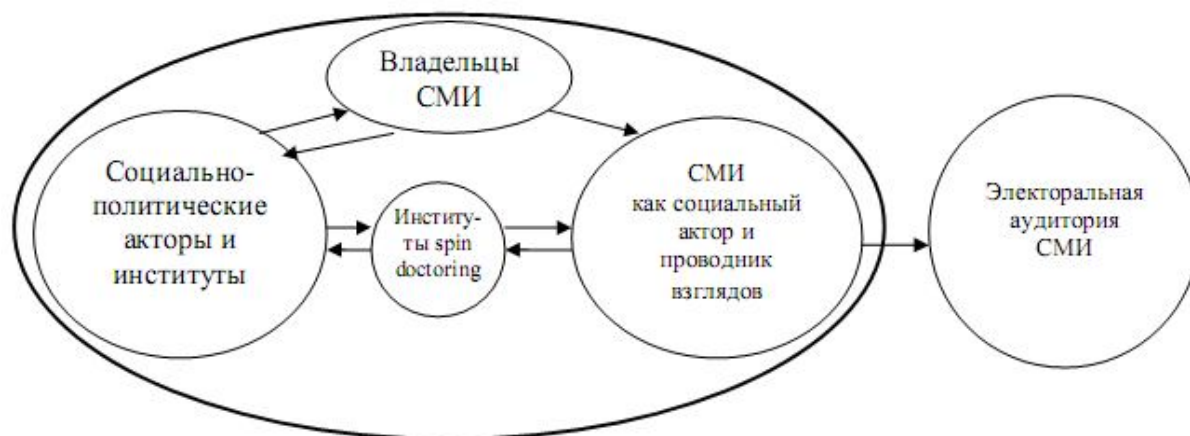 Владельцы
СМИ
Социально-
политические
акторы и
институты
Институ-
ты spin
doctoring
СМИ
как социальный
актор и
проводник
взглядов
Электоральная
аудитория
СМИ